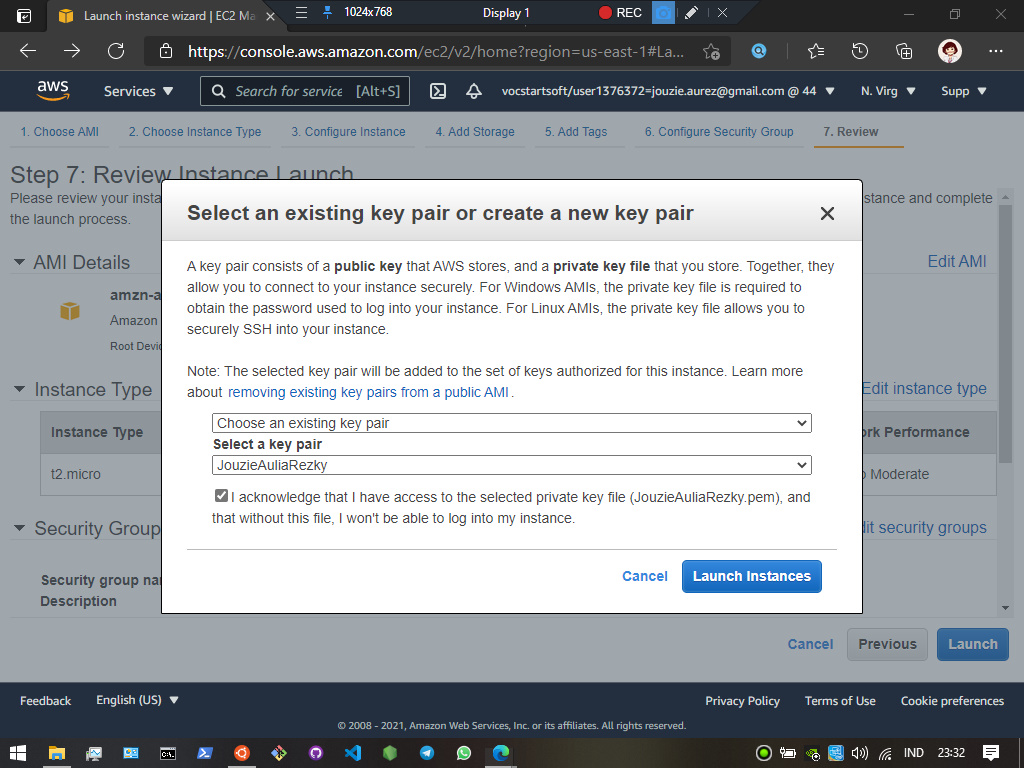 Launch instance wizard | EC2 Ma
1024x768
Display 1
REC
https://console.aws.amazon.com/ec2/v2/home?region=us-east-1#La...
aws
Services
Search for service
[Alt+S]
vocstartsoft/user1376372=jouzie.aurez@gmail.com @ 44
N. Virg
Supp
1. Choose AMI
2. Choose Instance Type
3. Configure Instance
4. Add Storage
5. Add Tags
6. Configure Security Group
7. Review
Step 7: Review Instance Launch
Please review your insta
stance and complete
the launch process.
AMI Details
Edit AMI
amzn-a
Amazon
Root Devic
Instance Type
Edit instance type
Instance Type
ork Performance
t2.micro
Moderate
Security Group
dit security groups
Security group nam
Description
Select an existing key pair or create a new key pair
A key pair consists of a public key that AWS stores, and a private key file that you store. Together, they
allow you to connect to your instance securely. For Windows AMIs, the private key file is required to
obtain the password used to log into your instance. For Linux AMIs, the private key file allows you to
securely SSH into your instance.
Note: The selected key pair will be added to the set of keys authorized for this instance. Learn more
about removing existing key pairs from a public AMI.
Choose an existing key pair
Select a key pair
JouzieAuliaRezky
I acknowledge that I have access to the selected private key file (JouzieAuliaRezky.pem), and
that without this file, I won't be able to log into my instance.
Cancel
Launch Instances
Cancel
Previous
Launch
Feedback
English (US)
Privacy Policy
Terms of Use
Cookie preferences
© 2008 - 2021, Amazon Web Services, Inc. or its affiliates. All rights reserved.
IND
23:32